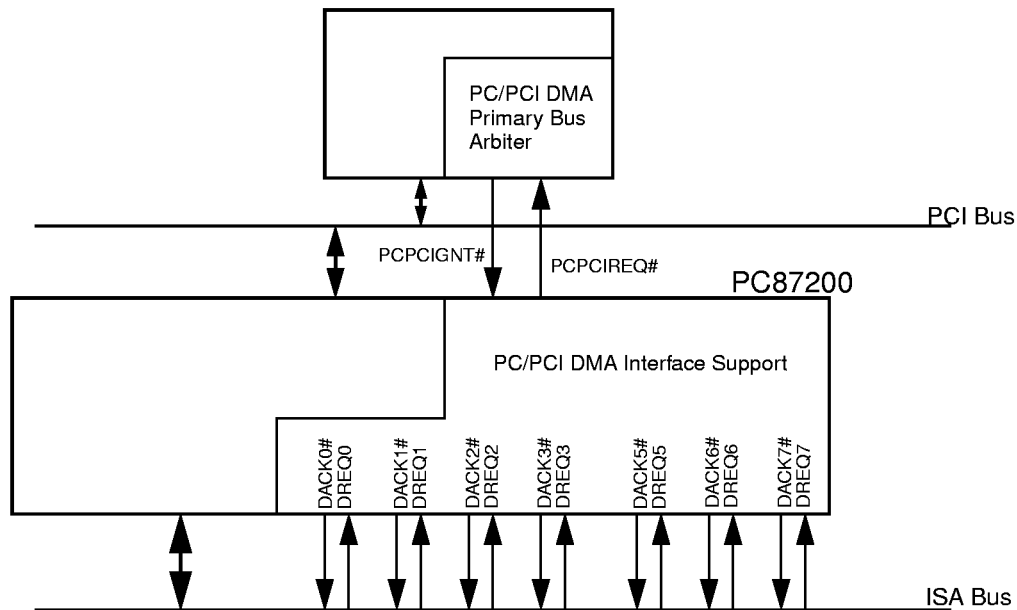 PC/PCI DMA
Primary Bus
Arbiter
PCI Bus
PCPCIGNT#
PCPCIREQ#
PC87200
PC/PCI DMA Interface Support
DACK0#
DREQ0
DACK1#
DREQ1
DACK2#
DREQ2
DACK3#
DREQ3
DACK5#
DREQ5
DACK6#
DREQ6
DACK7#
DREQ7
ISA Bus